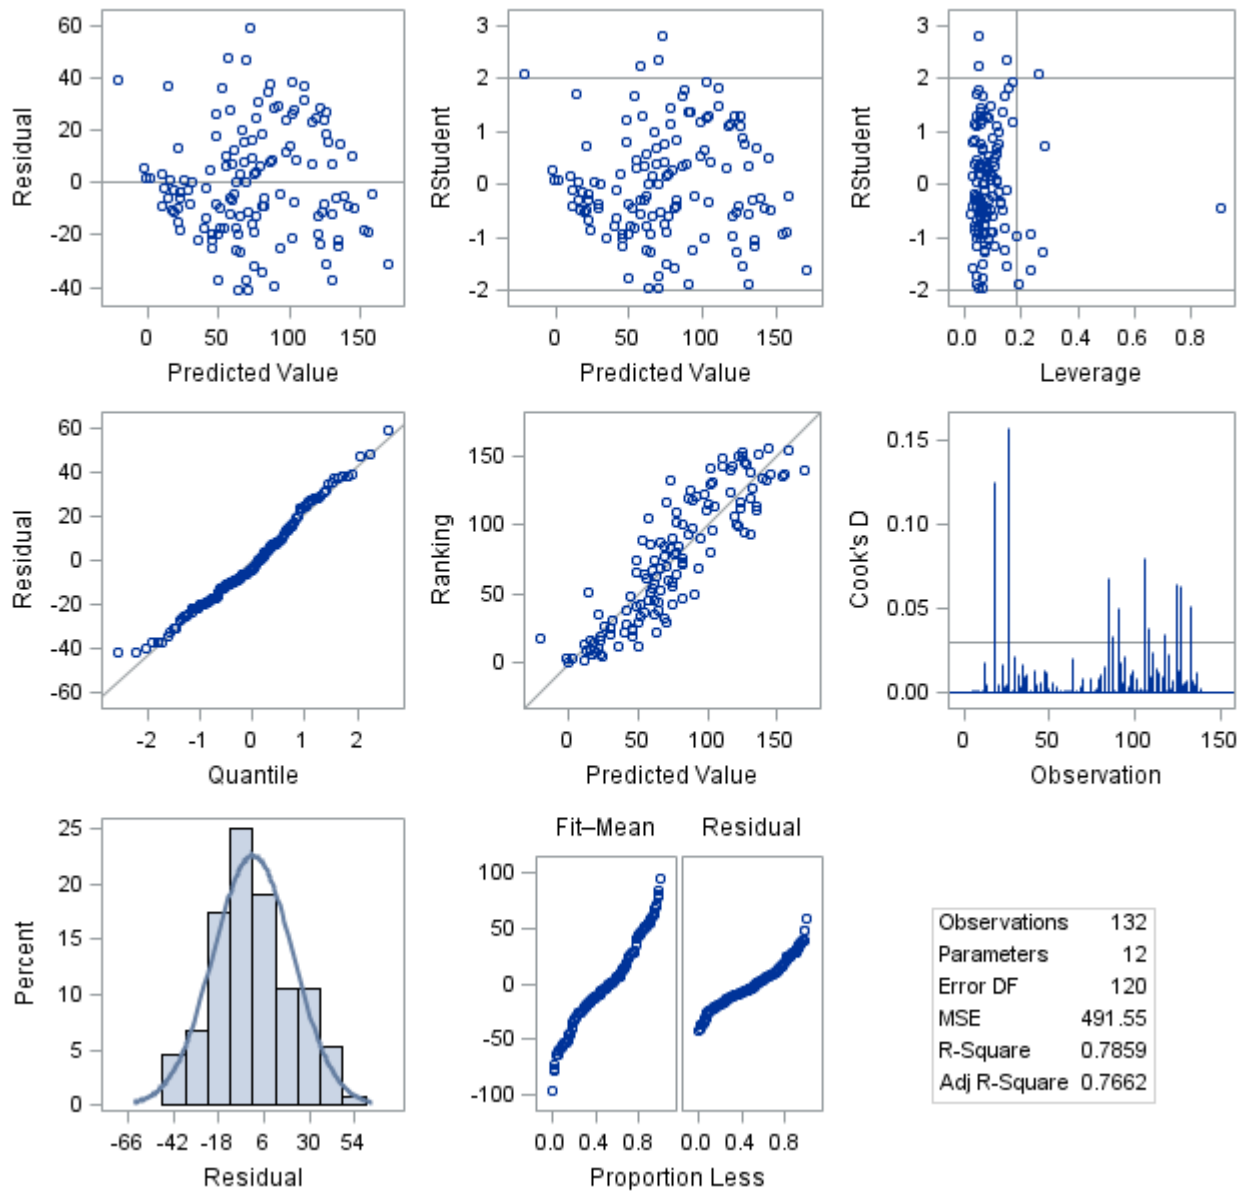 60
40
20
0
-20
-40
Residual
0 50 100 150
Predicted Value
3
2
1
0
-1
-2
RStudent
0 50 100 150
Predicted Value
3
2
1
0
-1
-2
RStudent
0.0 0.2 0.4 0.6 0.8
Leverage
60
40
20
0
-20
-40
-60
Residual
-2 -1 0 1 2
Quantile
150
100
50
0
Ranking
0 50 100 150
Predicted Value
0.15
0.10
0.05
0.00
Cook's D
0 50 100 150
Observation
25
20
15
10
5
0
Percent
-66 -42 -18 6 30 54
Residual
Fit–Mean Residual
100
50
0
-50
-100
0.0 0.4 0.8 0.0 0.4 0.8
Proportion Less
Observations 132
Parameters 12
Error DF 120
MSE 491.55
R-Square 0.7859
Adj R-Square 0.7662